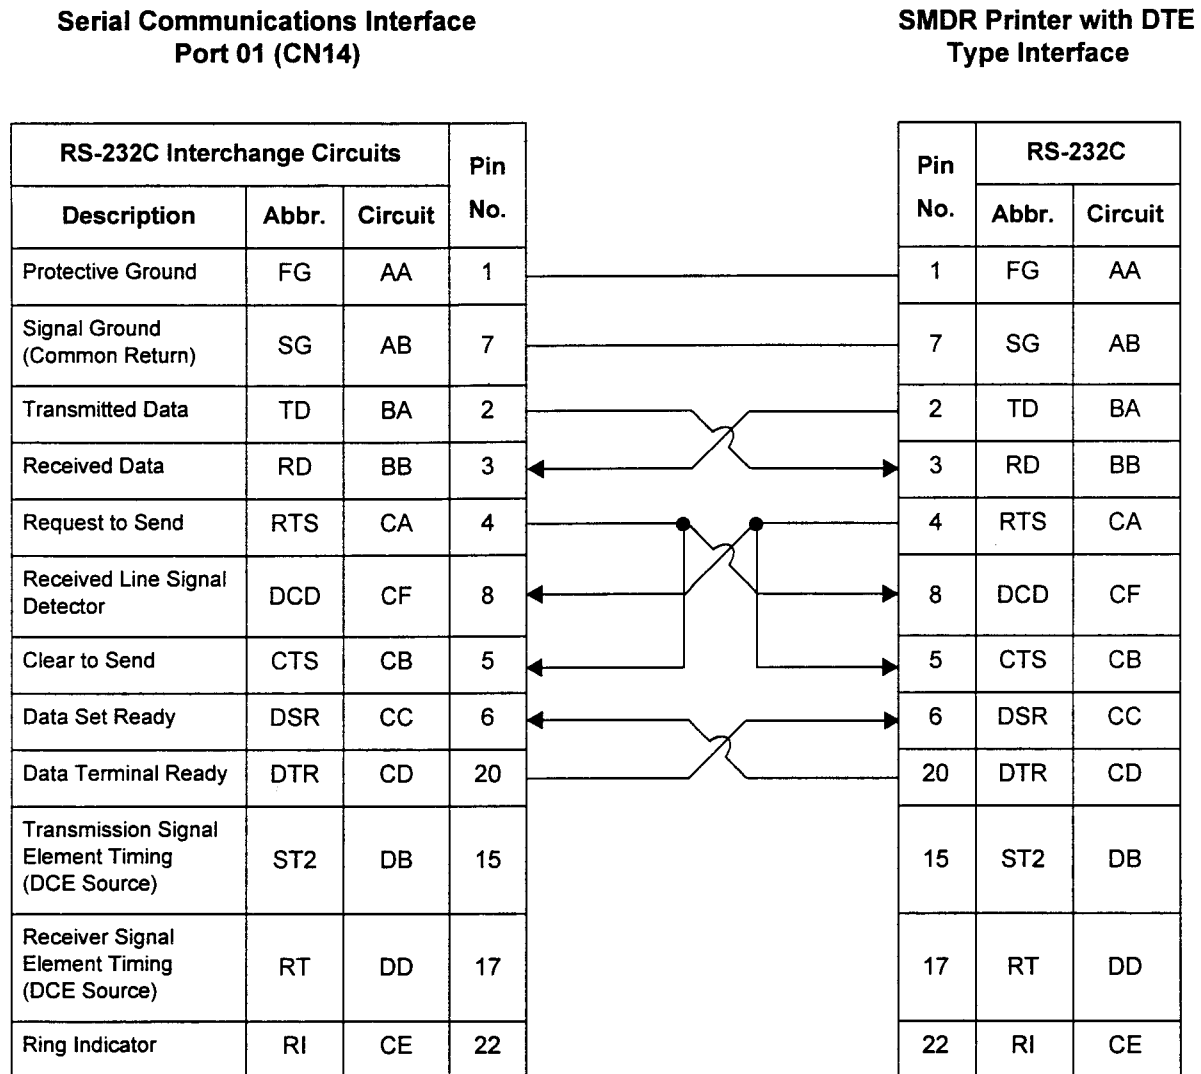 Serial Communications Interface
Port 01 (CN14)
SMDR Printer with DTE
Type Interface
RS-232C Interchange Circuits
Pin
No.
Description Abbr. Circuit
Pin
No.
RS-232C
Abbr. Circuit
Protective Ground FG AA 1 1 FG AA
Signal Ground
(Common Return) SG AB 7 7 SG AB
Transmitted Data TD BA 2 2 TD BA
Received Data RD BB 3 3 RD BB
Request to Send RTS CA 4 4 RTS CA
Received Line Signal
Detector DCD CF 8 8 DCD CF
Clear to Send CTS CB 5 5 CTS CB
Data Set Ready DSR CC 6 6 DSR CC
Data Terminal Ready DTR CD 20 20 DTR CD
Transmission Signal
Element Timing
(DCE Source) ST2 DB 15 15 ST2 DB
Receiver Signal
Element Timing
(DCE Source) RT DD 17 17 RT DD
Ring Indicator RI CE 22 22 RI CE